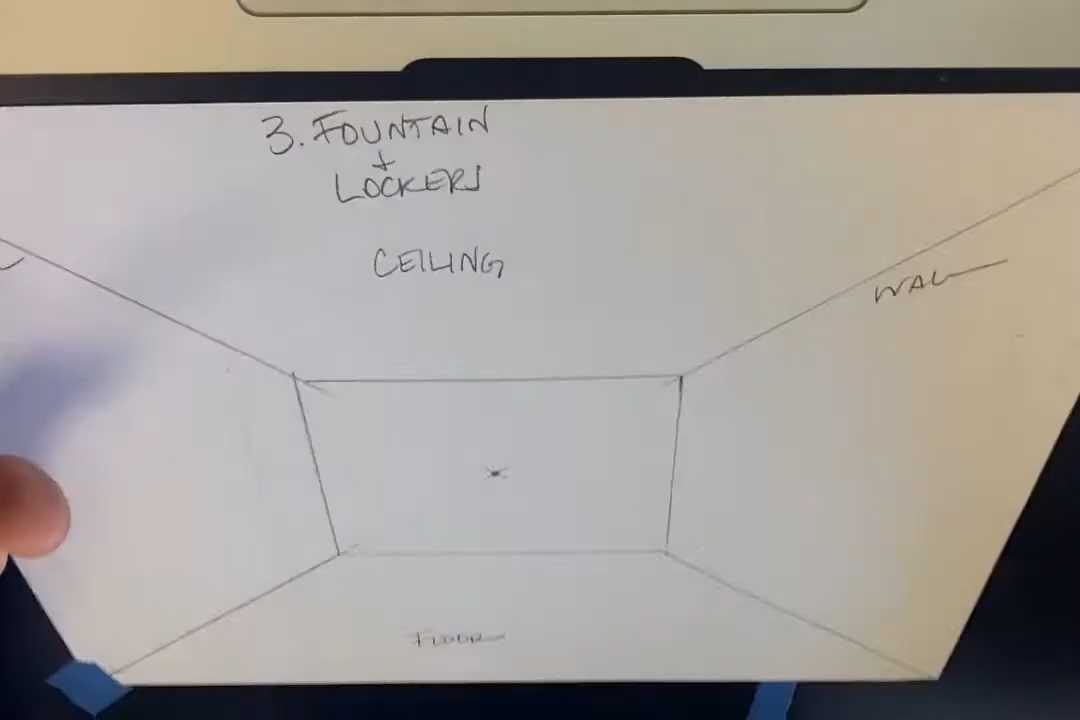 3. FOUNTAIN
+
LOCKERS
CEILING
WALL
FLOOR